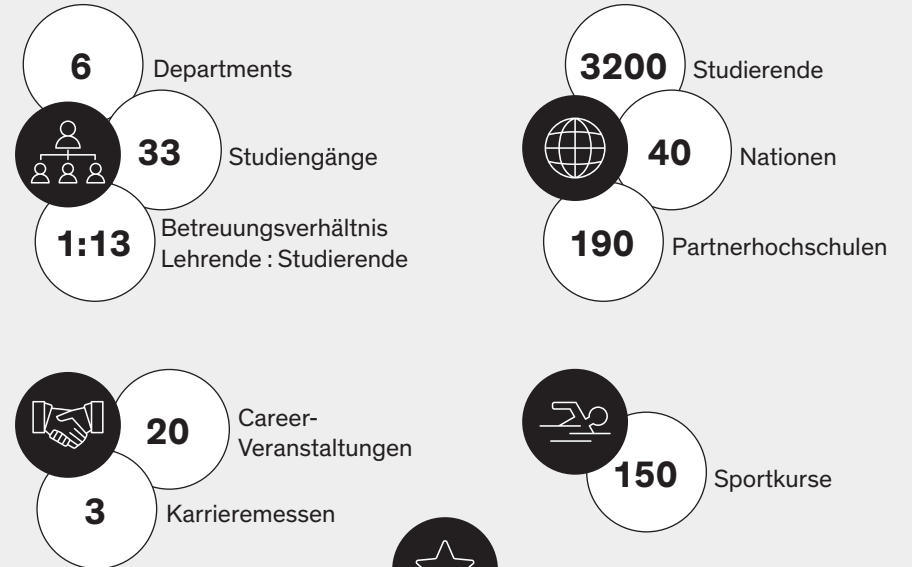 6 Departments
33 Studiengänge
1:13 Betreuungsverhältnis
Lehrende : Studierende
3200 Studierende
40 Nationen
190 Partnerhochschulen
20 Career-
Veranstaltungen
3 Karrieremessen
150 Sportkurse